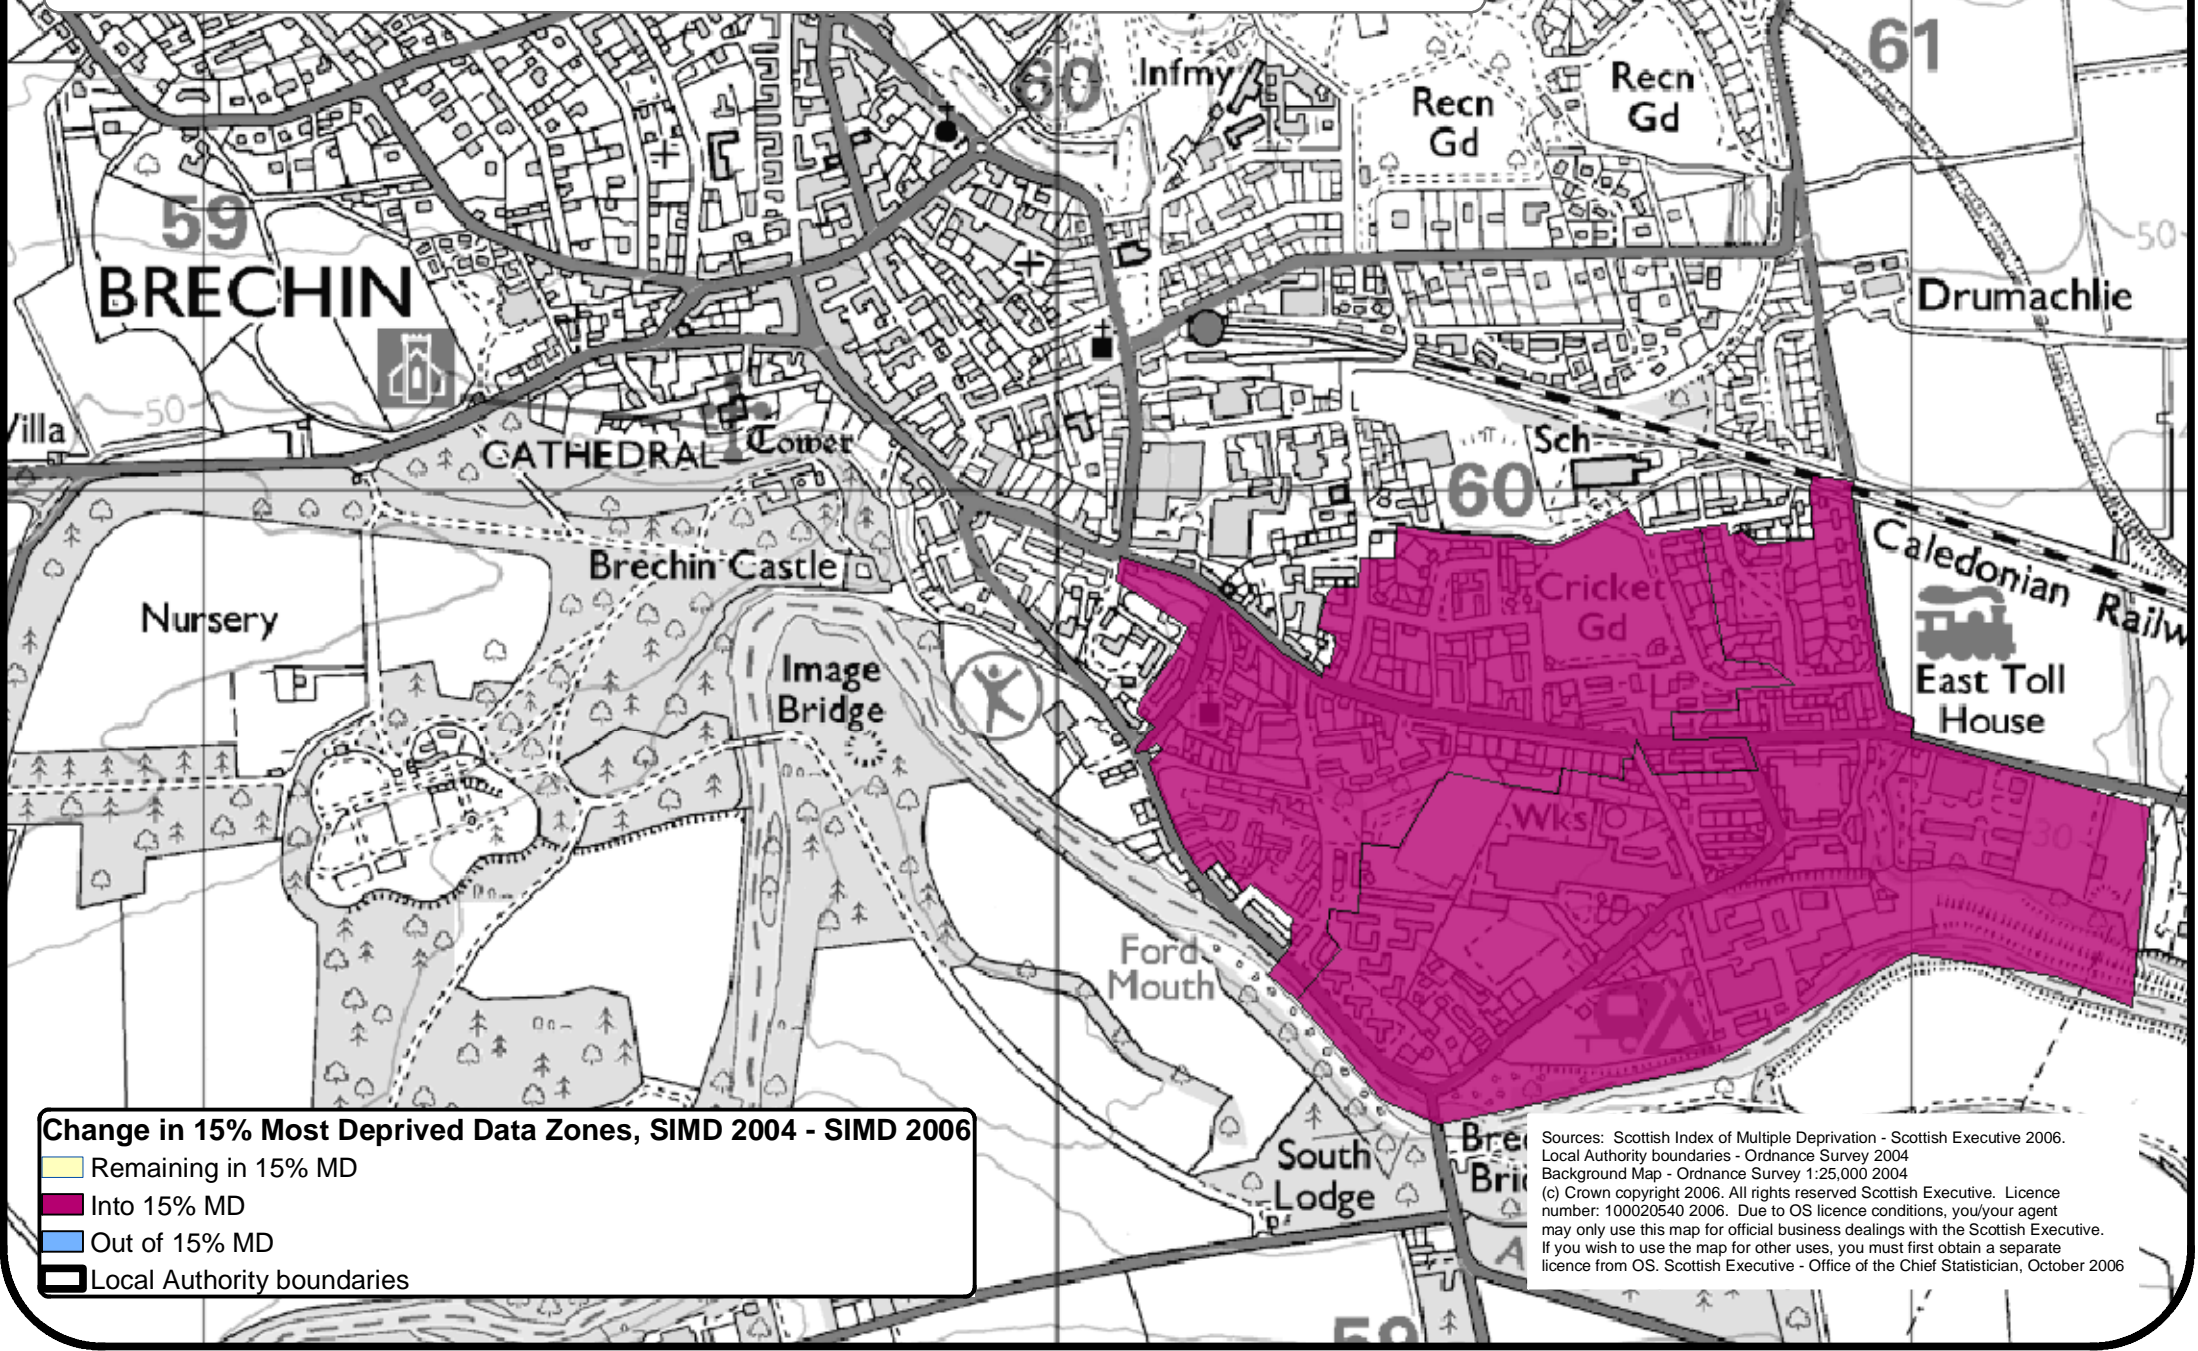 61
60
Infmy
Recn
Gd
Recn
Gd
59
50
BRECHIN
Drumachlie
50
Villa
CATHEDRAL
Tower
Sch
60
Caledonian Railw
Brechin Castle
Nursery
Cricket
Gd
Image
Bridge
East Toll
House
Wks
30
Ford
Mouth
South
Lodge
Brec
Bri
A
59
Change in 15% Most Deprived Data Zones, SIMD 2004 - SIMD 2006
Remaining in 15% MD
Into 15% MD
Out of 15% MD
Local Authority boundaries
Sources: Scottish Index of Multiple Deprivation - Scottish Executive 2006.
Local Authority boundaries - Ordnance Survey 2004
Background Map - Ordnance Survey 1:25,000 2004
(c) Crown copyright 2006. All rights reserved Scottish Executive. Licence
number: 100020540 2006. Due to OS licence conditions, you/your agent
may only use this map for official business dealings with the Scottish Executive.
If you wish to use the map for other uses, you must first obtain a separate
licence from OS. Scottish Executive - Office of the Chief Statistician, October 2006